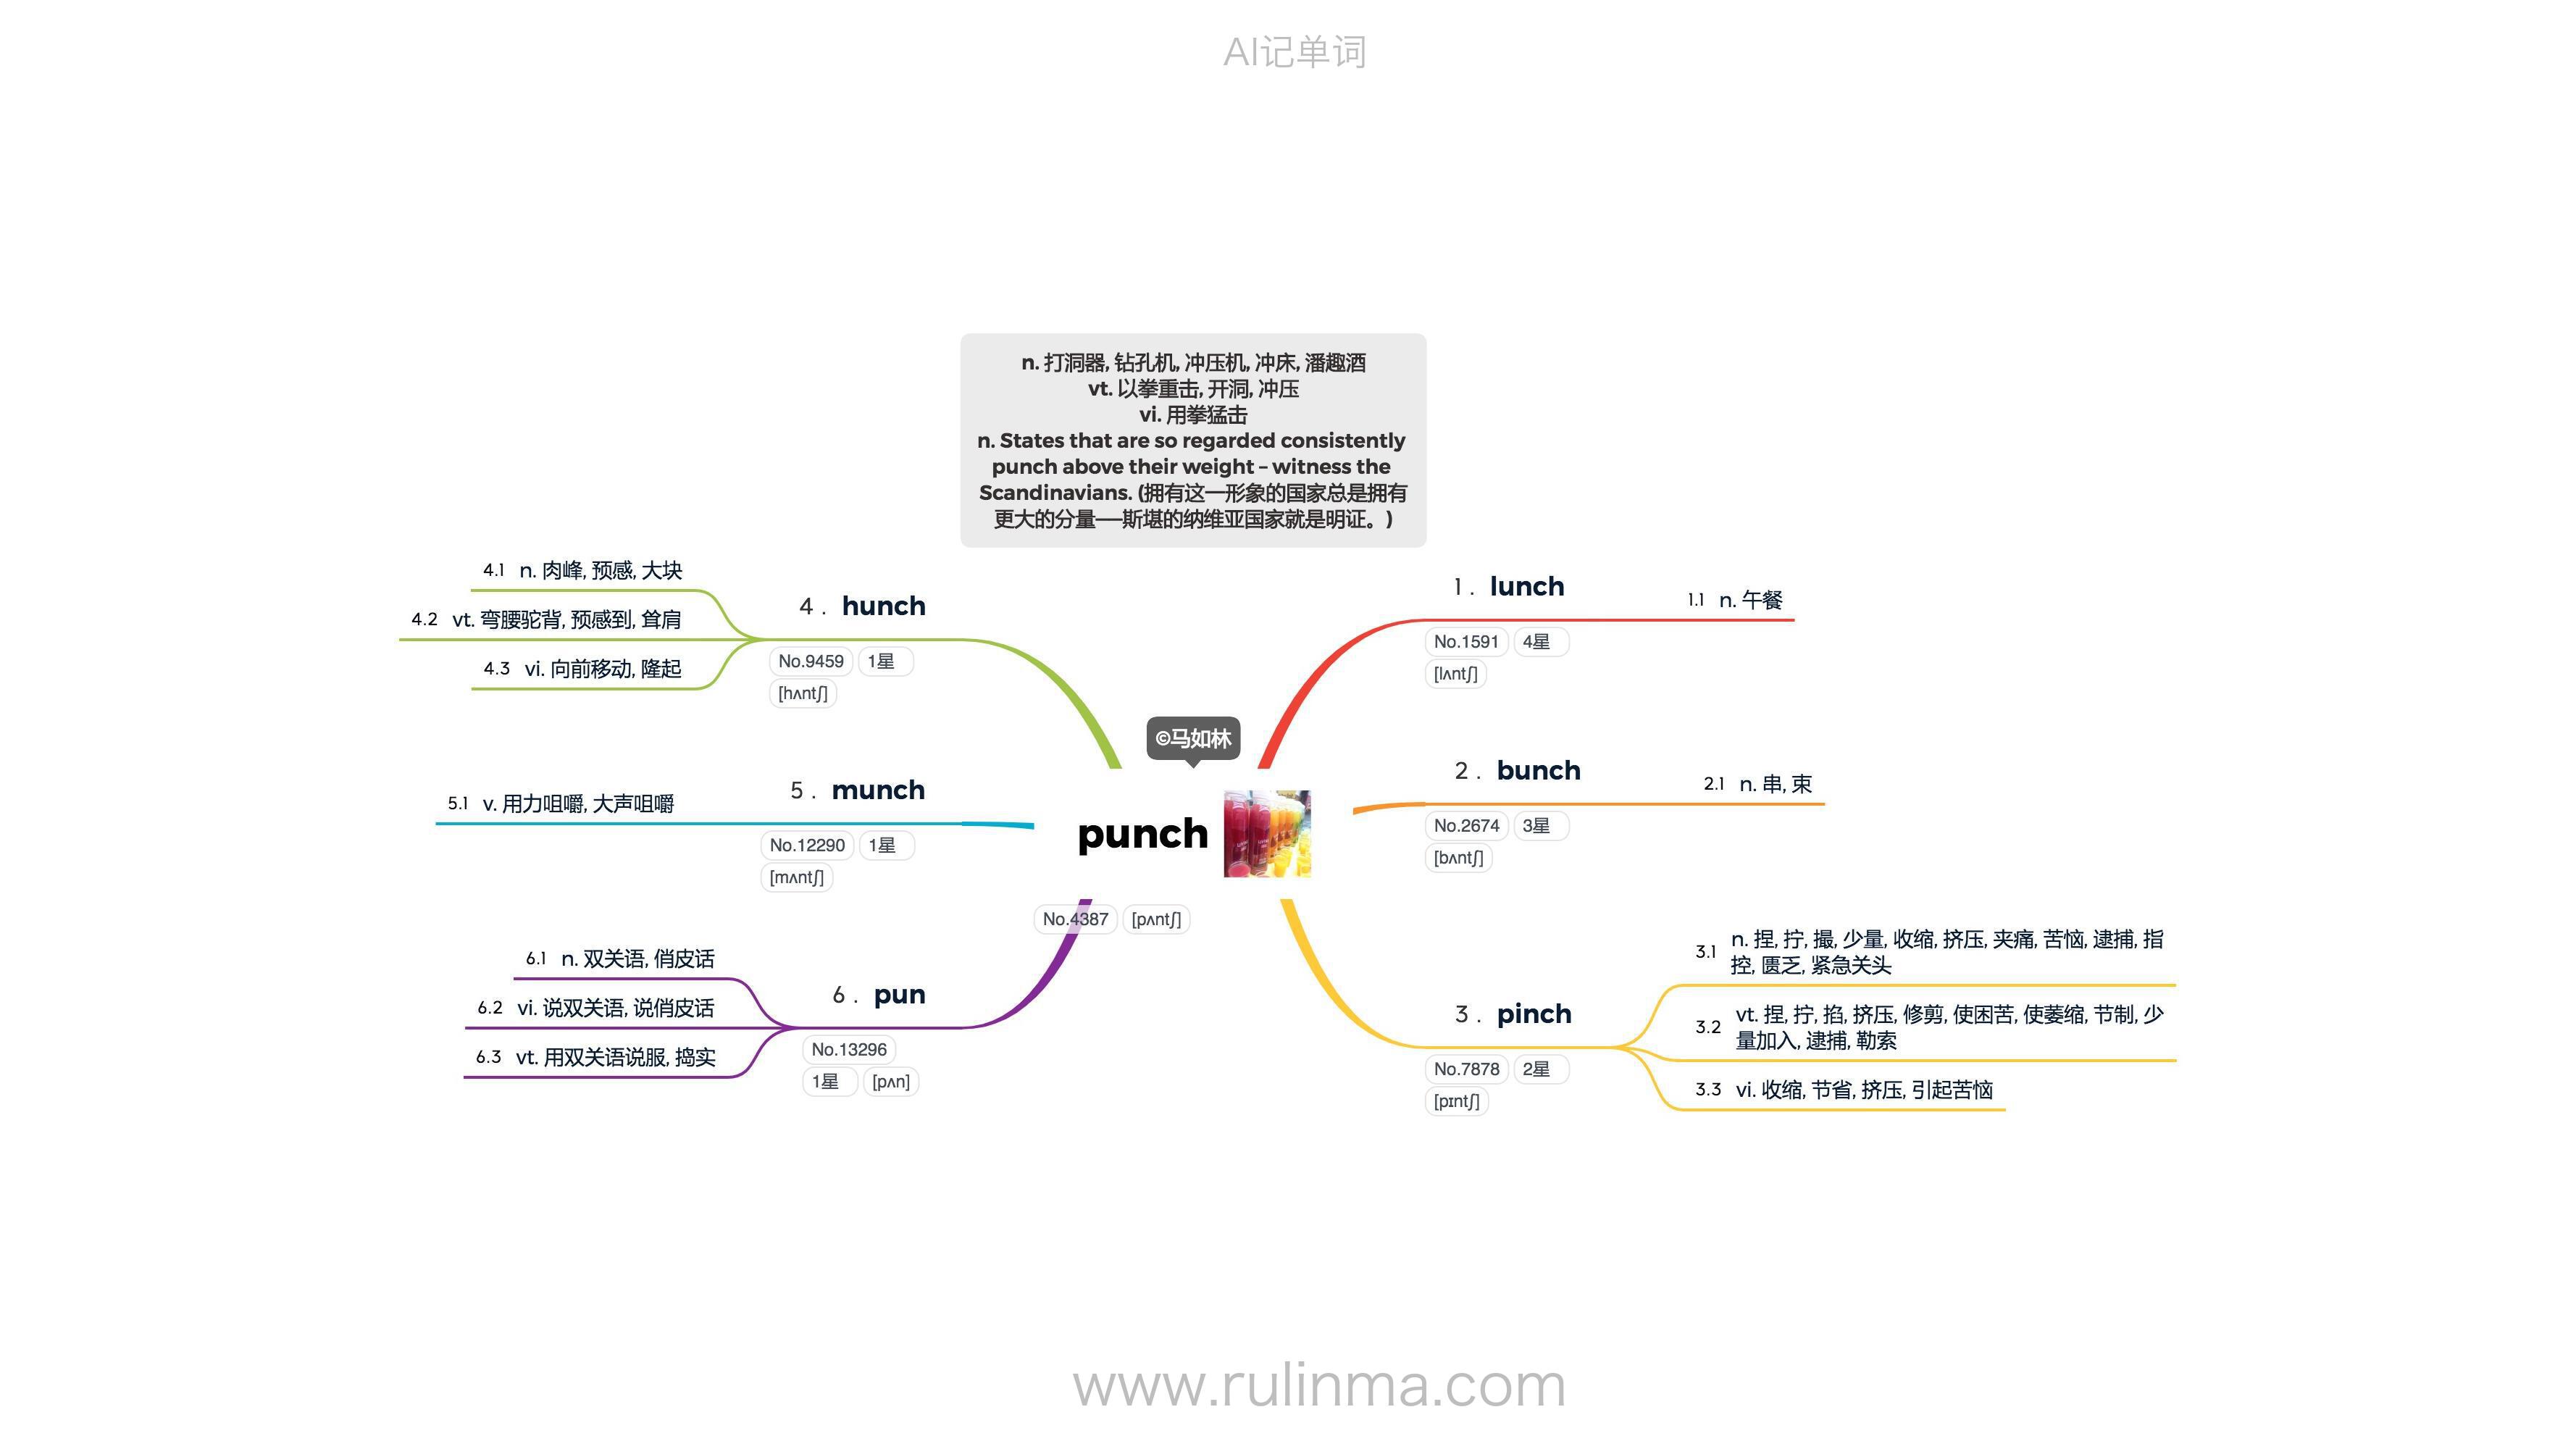 AI记单词
n. 打洞器, 钻孔机, 冲压机, 冲床, 潘趣酒
vt. 以拳重击, 开洞, 冲压
vi. 用拳猛击
n. States that are so regarded consistently
punch above their weight – witness the
Scandinavians. (拥有这一形象的国家总是拥有
更大的分量──斯堪的纳维亚国家就是明证。)
©马如林
punch
No.4387 [pʌntʃ]
1. lunch
No.1591 4星
[lʌntʃ]
1.1 n. 午餐
2. bunch
No.2674 3星
[bʌntʃ]
2.1 n. 串, 束
3. pinch
No.7878 2星
[pɪntʃ]
3.1 n. 捏, 拧, 撮, 少量, 收缩, 挤压, 夹痛, 苦恼, 逮捕, 指
控, 匮乏, 紧急关头
3.2 vt. 捏, 拧, 掐, 挤压, 修剪, 使困苦, 使萎缩, 节制, 少
量加入, 逮捕, 勒索
3.3 vi. 收缩, 节省, 挤压, 引起苦恼
4. hunch
No.9459 1星
[hʌntʃ]
4.1 n. 肉峰, 预感, 大块
4.2 vt. 弯腰驼背, 预感到, 耸肩
4.3 vi. 向前移动, 隆起
5. munch
No.12290 1星
[mʌntʃ]
5.1 v. 用力咀嚼, 大声咀嚼
6. pun
No.13296
1星 [pʌn]
6.1 n. 双关语, 俏皮话
6.2 vi. 说双关语, 说俏皮话
6.3 vt. 用双关语说服, 捣实
www.rulinma.com